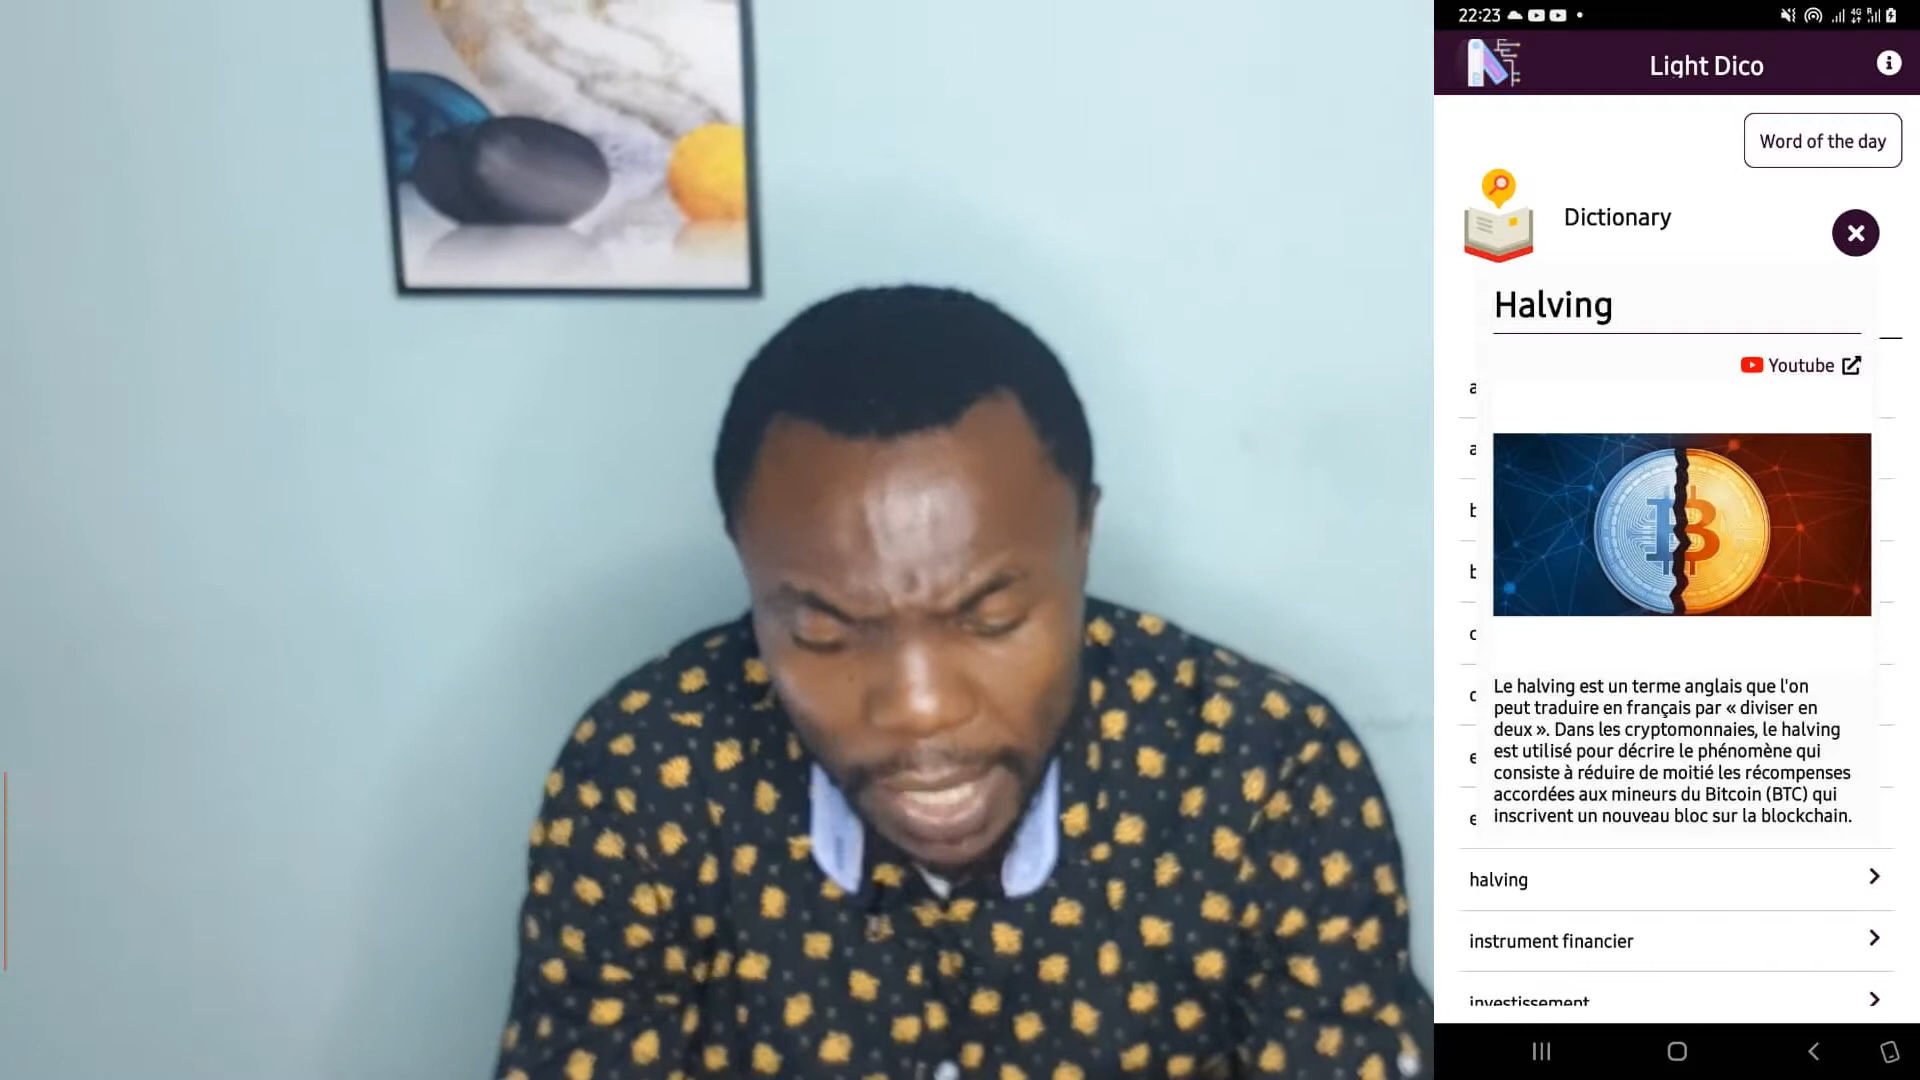 22:23
Light Dico
Word of the day
Dictionary
Halving
Youtube
a
a
b
b
c
c
e
e
Le halving est un terme anglais que l'on
peut traduire en français par « diviser en
deux ». Dans les cryptomonnaies, le halving
est utilisé pour décrire le phénomène qui
consiste à réduire de moitié les récompenses
accordées aux mineurs du Bitcoin (BTC) qui
inscrivent un nouveau bloc sur la blockchain.
halving
instrument financier
investissement